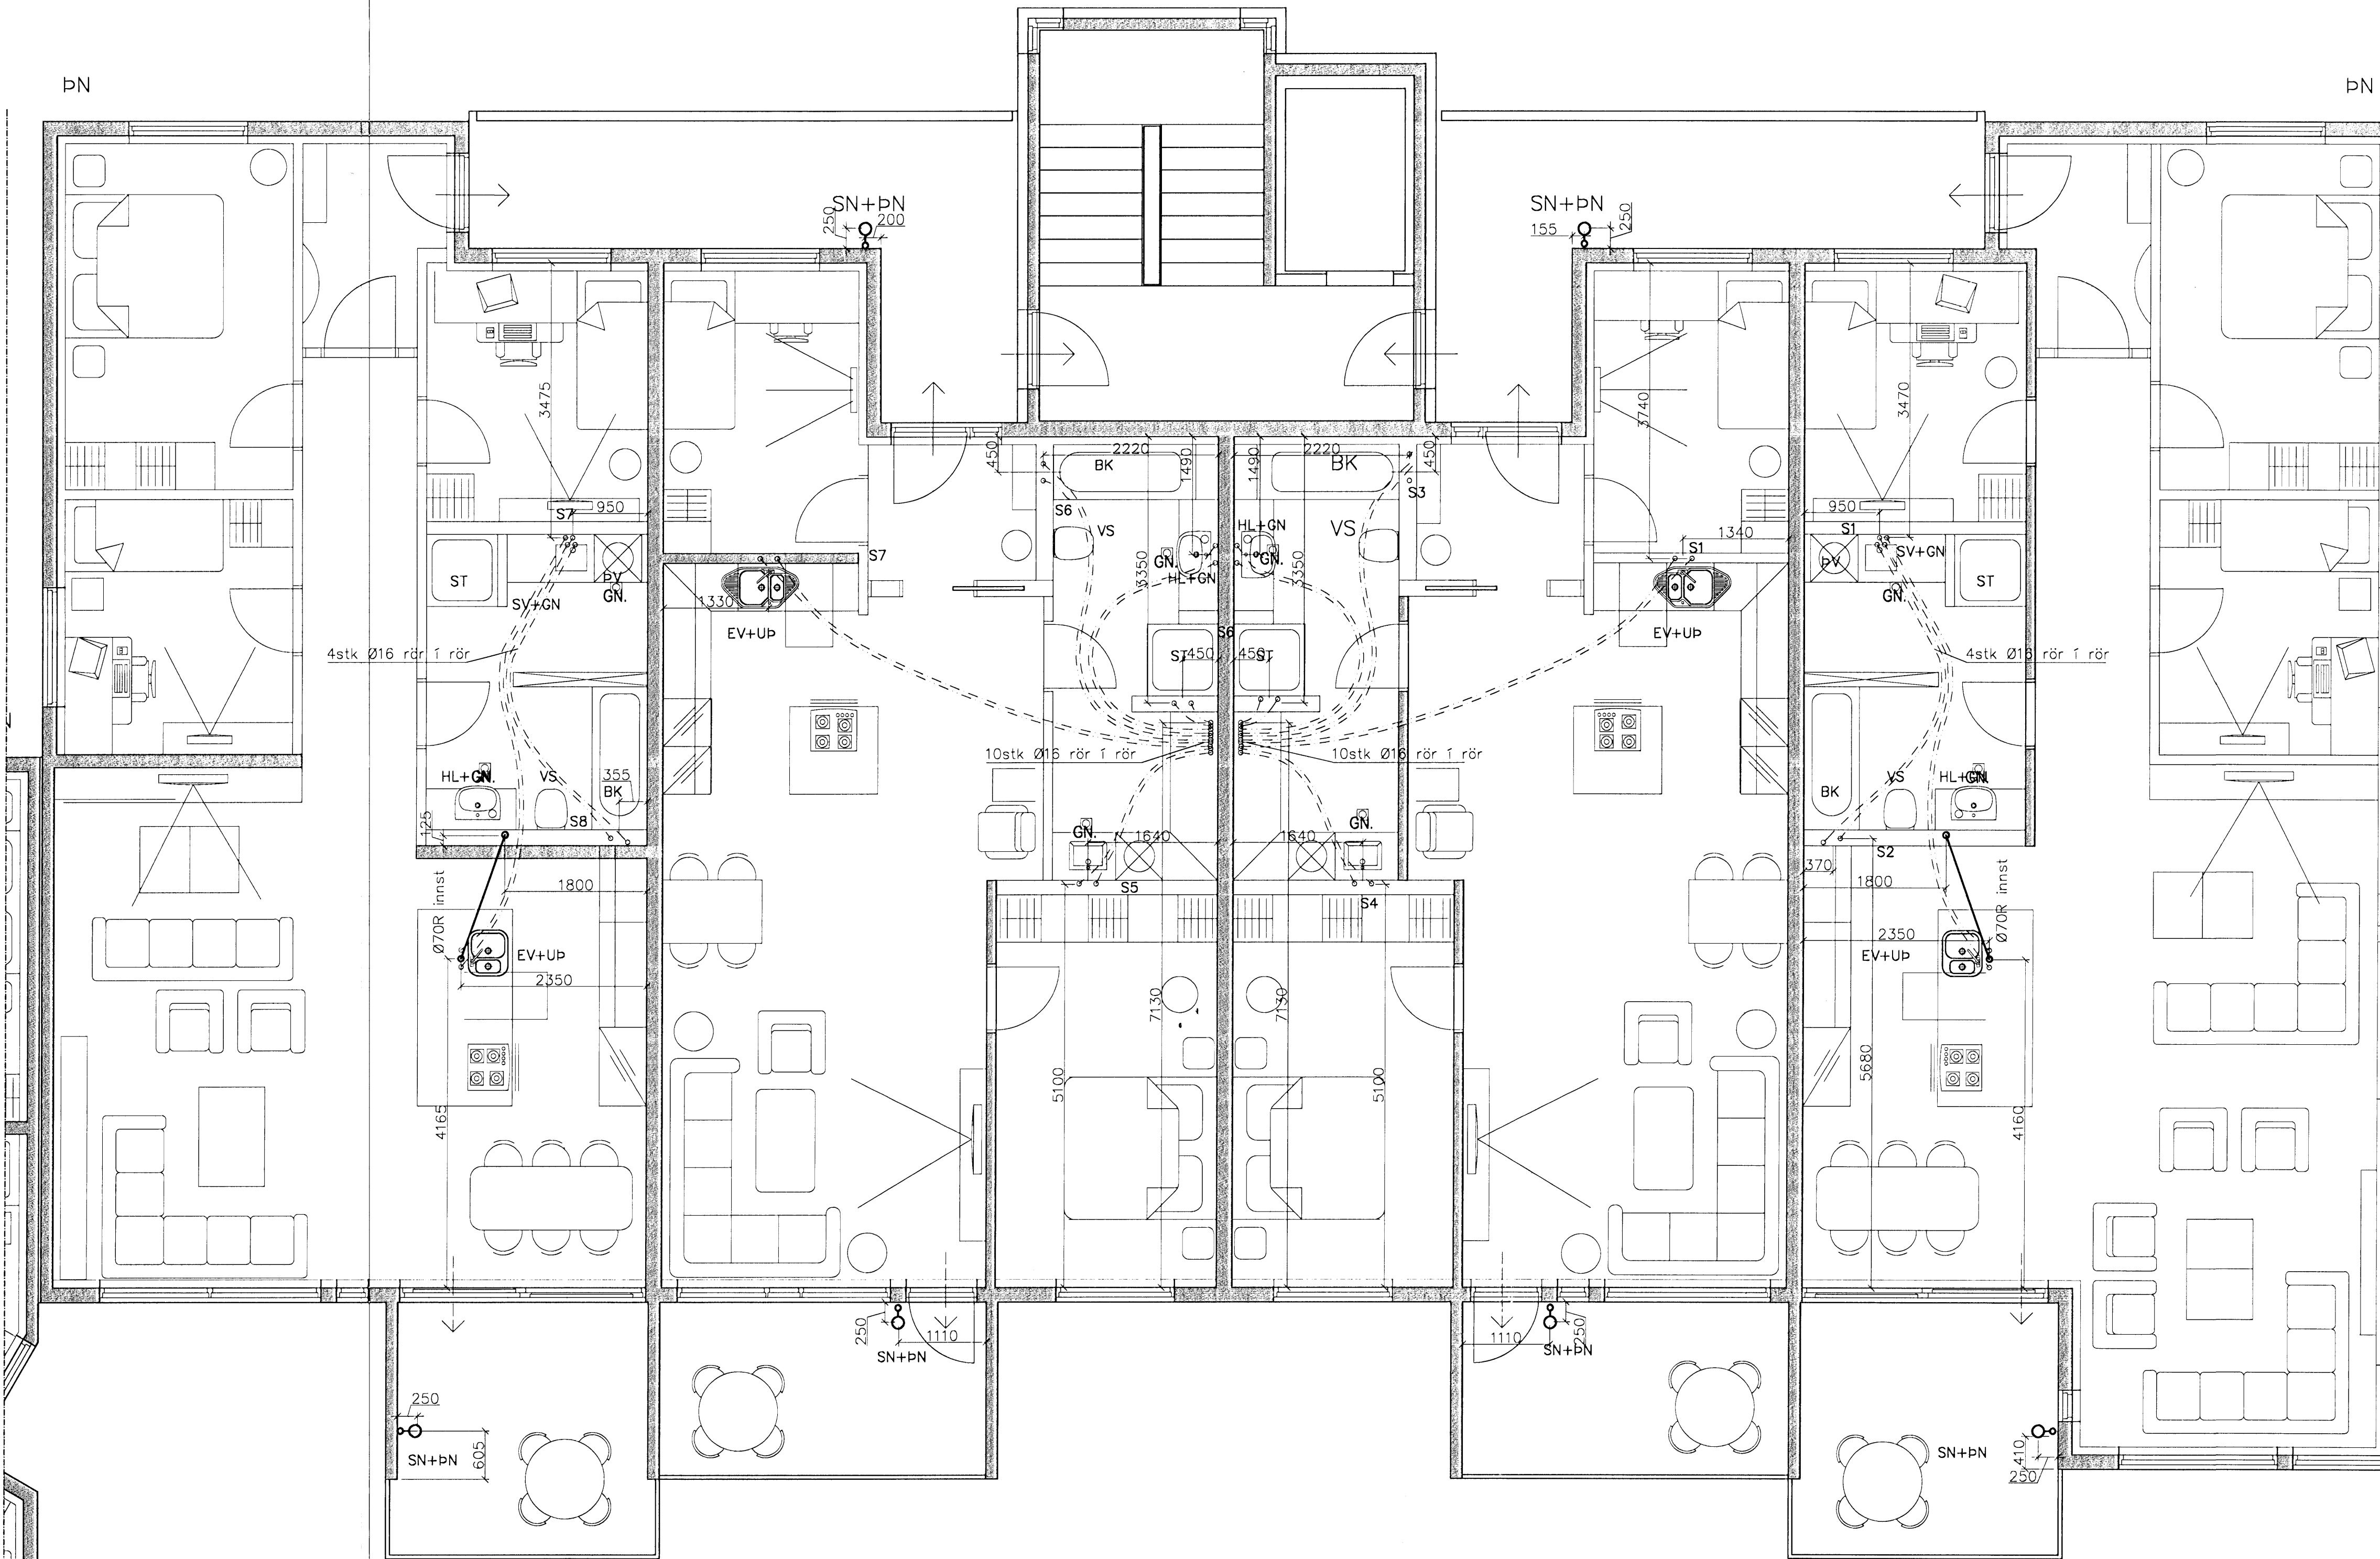 ÞN
ÞN
SN+ÞN
250
200
SN+ÞN
155
250
3475
3740
3470
450
2220
1490
BK
1490
2220
BK
450
S3
S7
950
S6
VS
HL+GN
VS
950
S1
1340
S1
SV+GN
S7
GN.
HL+GN
GN.
3350
3350
ST
SV+GN
ÞV
GN.
1330
EV+UÞ
S6
ST
450
450
ST
EV+UÞ
ÞV
GN.
ST
4stk Ø16 rör í rör
4stk Ø16 rör í rör
10stk Ø16 rör í rör
10stk Ø16 rör í rör
HL+GN.
VS
355
BK
S8
125
GN.
1640
S5
1640
GN.
S4
BK
VS
HL+GN
S2
370
1800
1800
Ø70R innst
EV+UÞ
2350
2350
EV+UÞ
Ø70R innst
7130
7130
5100
5100
4165
5680
4160
250
1110
SN+ÞN
1110
250
SN+ÞN
250
SN+ÞN
605
SN+ÞN
410
250